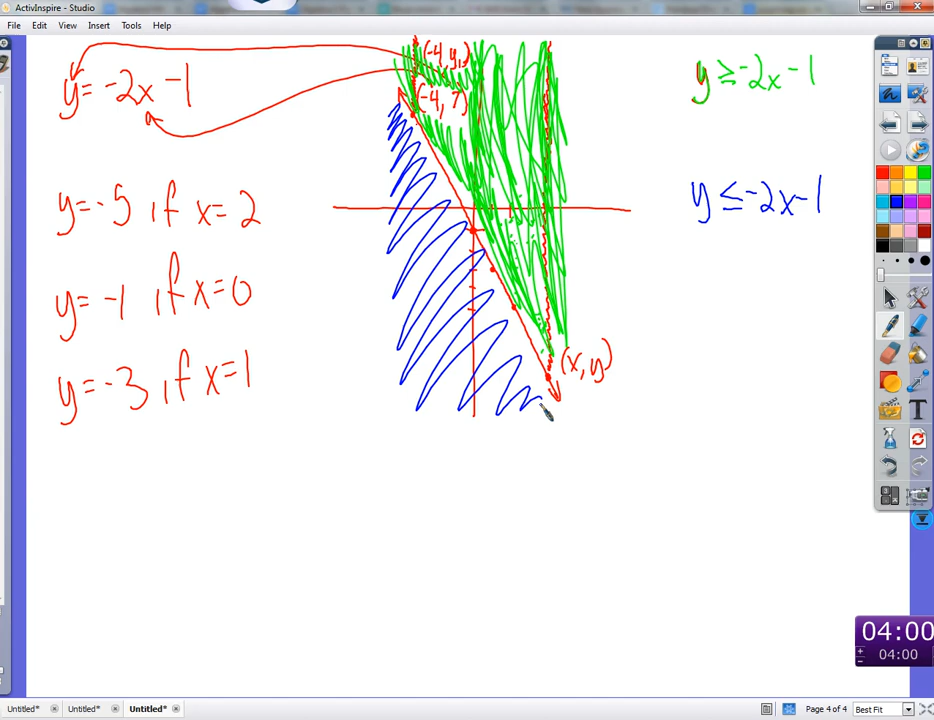 ActivInspire - Studio
File Edit View Insert Tools Help
y = -2x -1
y = -5 if x = 2
y = -1 if x = 0
y = -3 if x = 1
(-4, y,)
(-4, 7)
(x, y)
y ≥ -2x -1
y ≤ -2x -1
T
04:00
04:00
Untitled* Untitled* Untitled*
Page 4 of 4 Best Fit